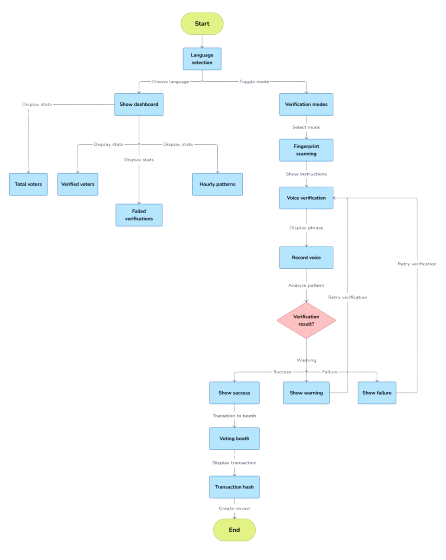 Start
Language
selection
Choose language
Toggle mode
Display stats
Show dashboard
Verification modes
Select mode
Display stats
Display stats
Fingerprint
scanning
Display stats
Show instructions
Total voters
Verified voters
Hourly patterns
Voice verification
Failed
verifications
Display phrase
Record voice
Retry verification
Analyze pattern
Retry verification
Verification
result?
Warning
Success
Failure
Show success
Show warning
Show failure
Transition to booth
Voting booth
Display transaction
Transaction hash
Create record
End